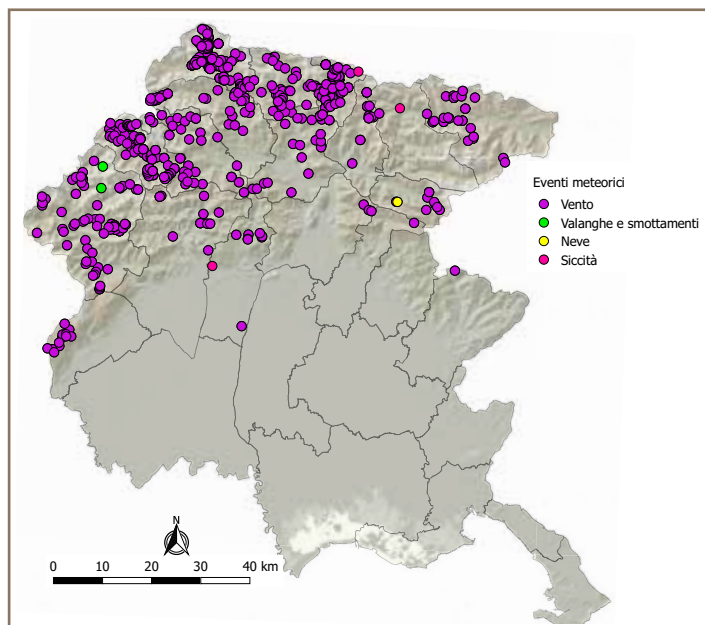 Eventi meteorici
Vento
Valanghe e smottamenti
Neve
Siccità
N
0 10 20 30 40 km